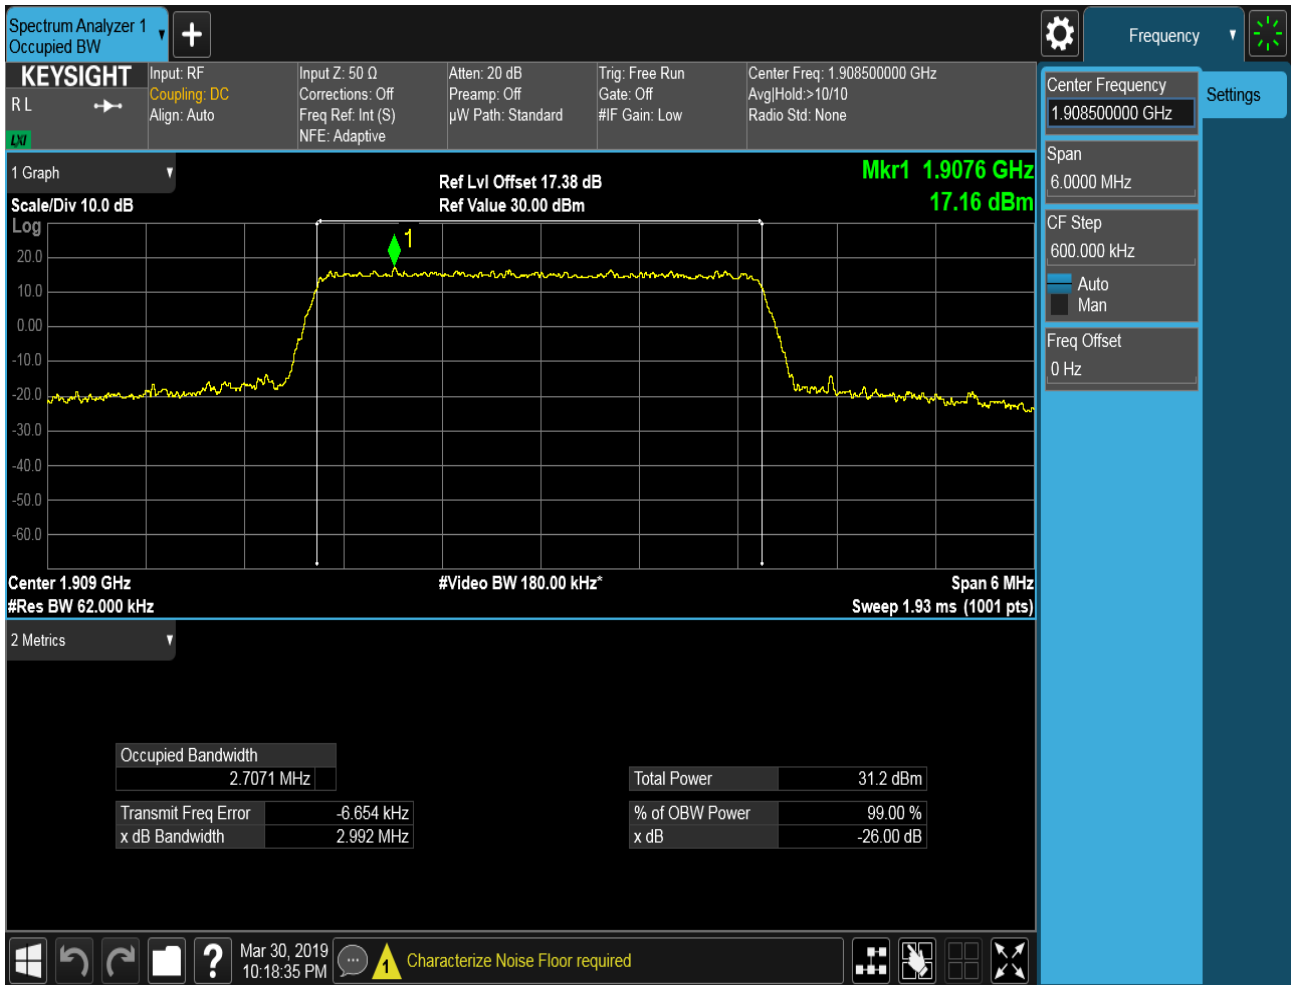 Spectrum Analyzer 1
Occupied BW
Frequency
KEYSIGHT
R L
LXI
Input: RF
Coupling: DC
Align: Auto
Input Z: 50 Ω
Corrections: Off
Freq Ref: Int (S)
NFE: Adaptive
Atten: 20 dB
Preamp: Off
µW Path: Standard
Trig: Free Run
Gate: Off
#IF Gain: Low
Center Freq: 1.908500000 GHz
Avg|Hold:>10/10
Radio Std: None
Center Frequency
1.908500000 GHz
Settings
Span
6.0000 MHz
CF Step
600.000 kHz
Auto
Man
Freq Offset
0 Hz
1 Graph
Scale/Div 10.0 dB
Log
Ref Lvl Offset 17.38 dB
Ref Value 30.00 dBm
Mkr1 1.9076 GHz
17.16 dBm
1
20.0
10.0
0.00
-10.0
-20.0
-30.0
-40.0
-50.0
-60.0
Center 1.909 GHz
#Video BW 180.00 kHz*
Span 6 MHz
#Res BW 62.000 kHz
Sweep 1.93 ms (1001 pts)
2 Metrics
Occupied Bandwidth
2.7071 MHz
Total Power 31.2 dBm
Transmit Freq Error -6.654 kHz
% of OBW Power 99.00 %
x dB Bandwidth 2.992 MHz
x dB -26.00 dB
?
Mar 30, 2019
10:18:35 PM
1
Characterize Noise Floor required